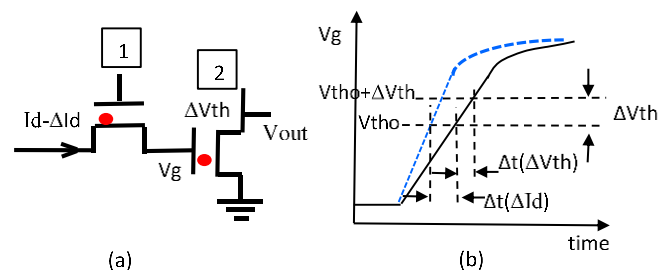 1
2
Id-ΔId
ΔVth
Vg
Vout
(a)
Vg
Vtho+ΔVth
Vtho
ΔVth
Δt(ΔVth)
Δt(ΔId)
time
(b)